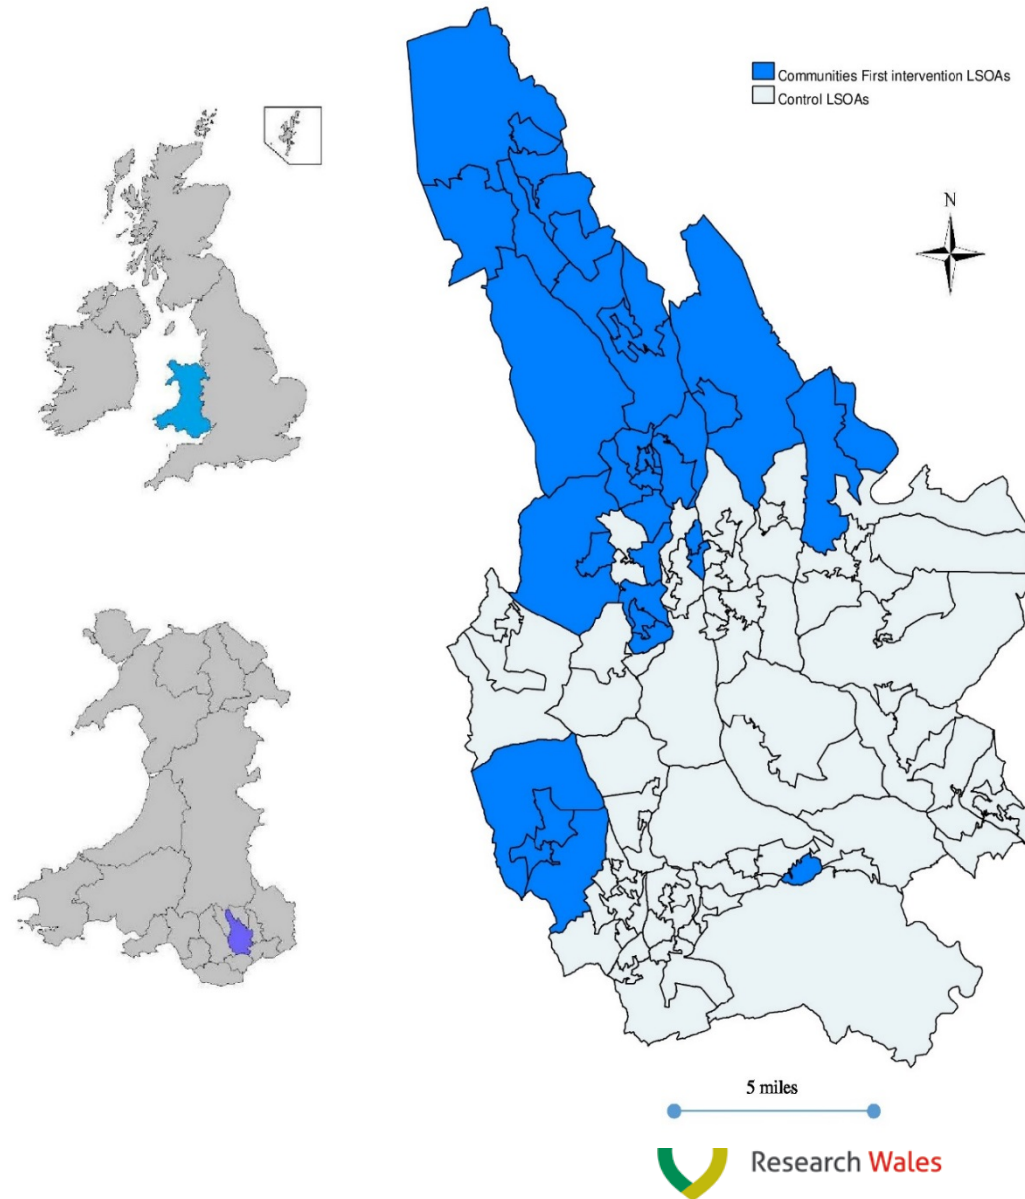 Communities First intervention LSOAs
Control LSOAs
N
5 miles
Research Wales